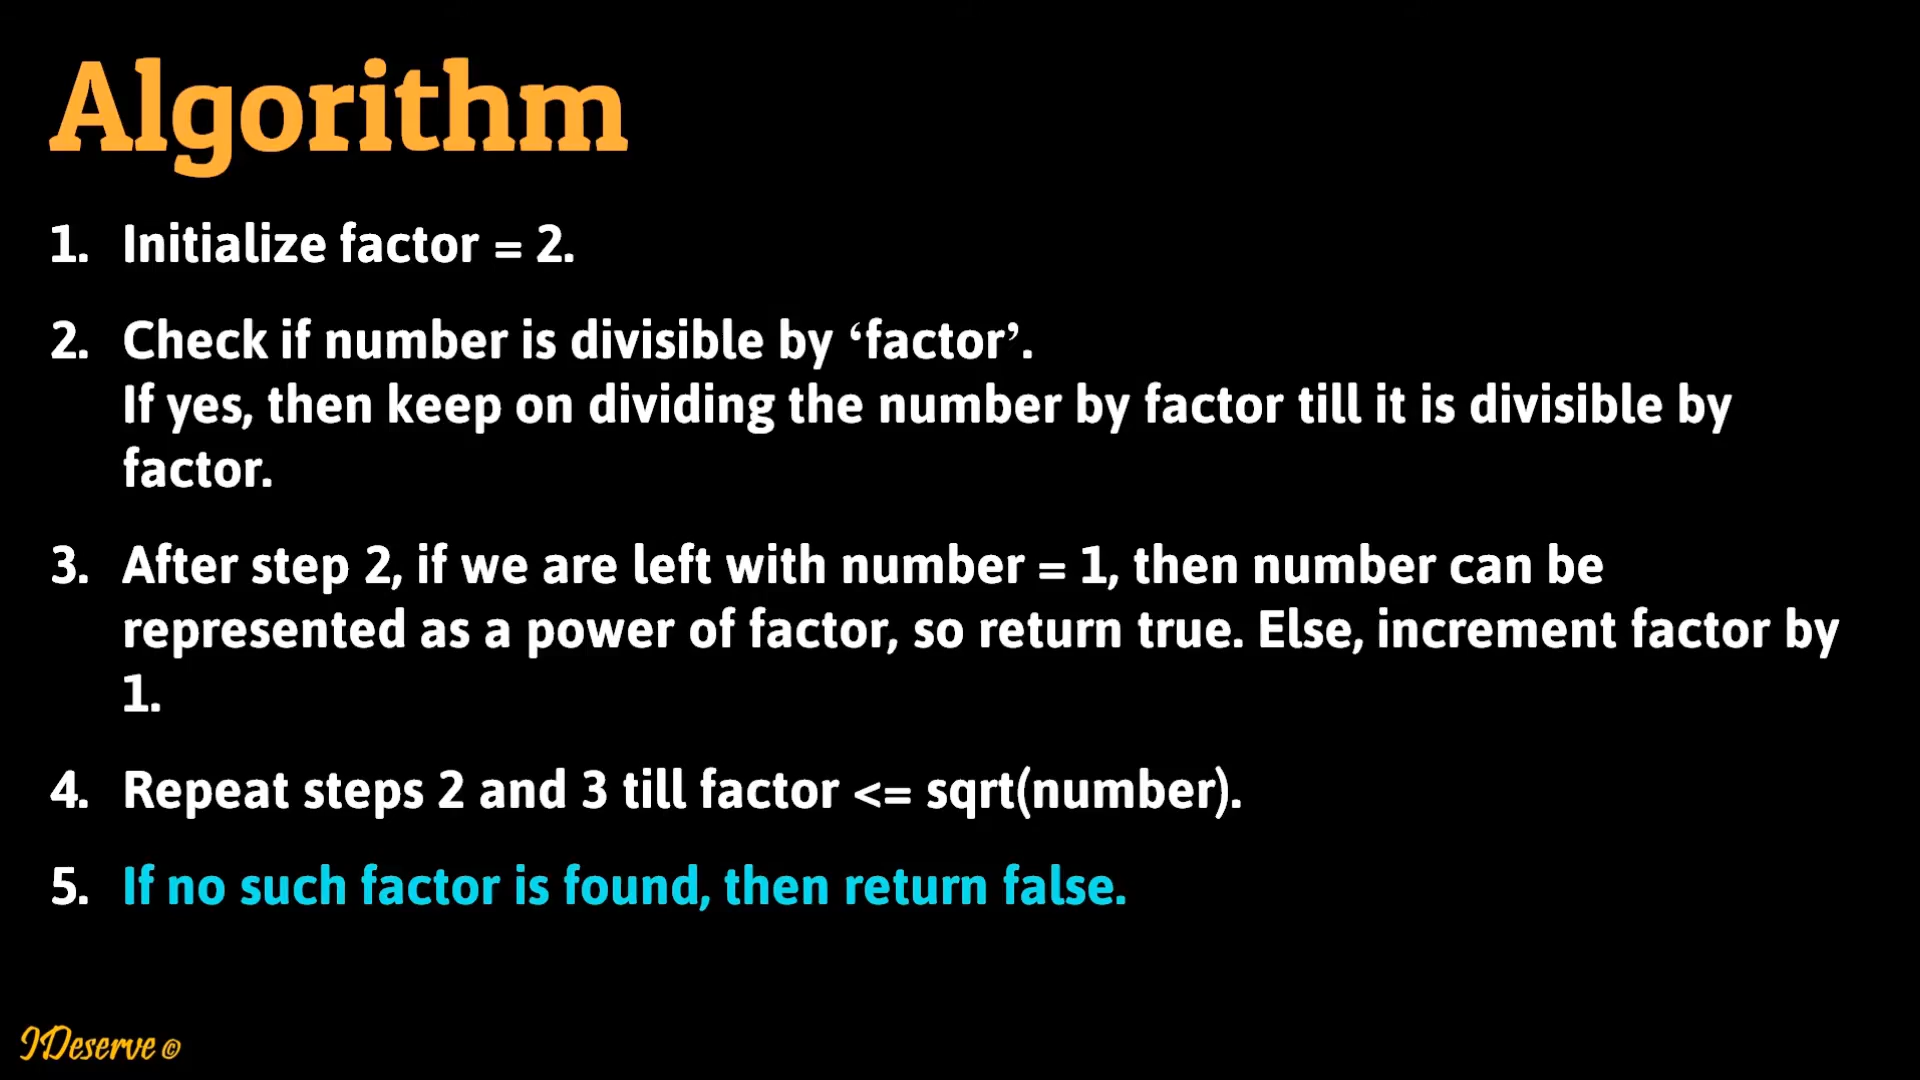 Algorithm
1. Initialize factor = 2.
2. Check if number is divisible by ‘factor’.
If yes, then keep on dividing the number by factor till it is divisible by
factor.
3. After step 2, if we are left with number = 1, then number can be
represented as a power of factor, so return true. Else, increment factor by
1.
4. Repeat steps 2 and 3 till factor <= sqrt(number).
5. If no such factor is found, then return false.
IDeserve ©